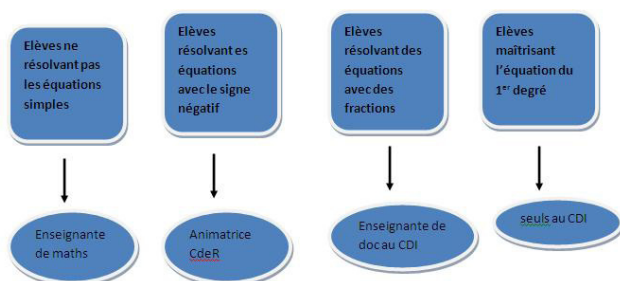 Elèves ne
résolvant pas
les équations
simples
Elèves
résolvant es
équations
avec le signe
négatif
Elèves
résolvant des
équations
avec des
fractions
Elèves
maîtrisant
l'équation du
1er degré
Enseignante
de maths
Animatrice
CdeR
Enseignante de
doc au CDI
seuls au CDI